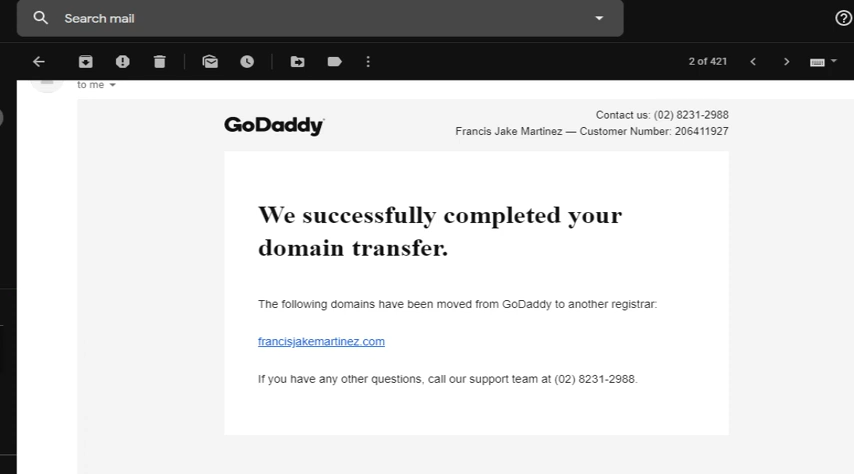 Search mail
2 of 421
to me
GoDaddy
Contact us: (02) 8231-2988
Francis Jake Martinez — Customer Number: 206411927
We successfully completed your
domain transfer.
The following domains have been moved from GoDaddy to another registrar:
francisjakemartinez.com
If you have any other questions, call our support team at (02) 8231-2988.